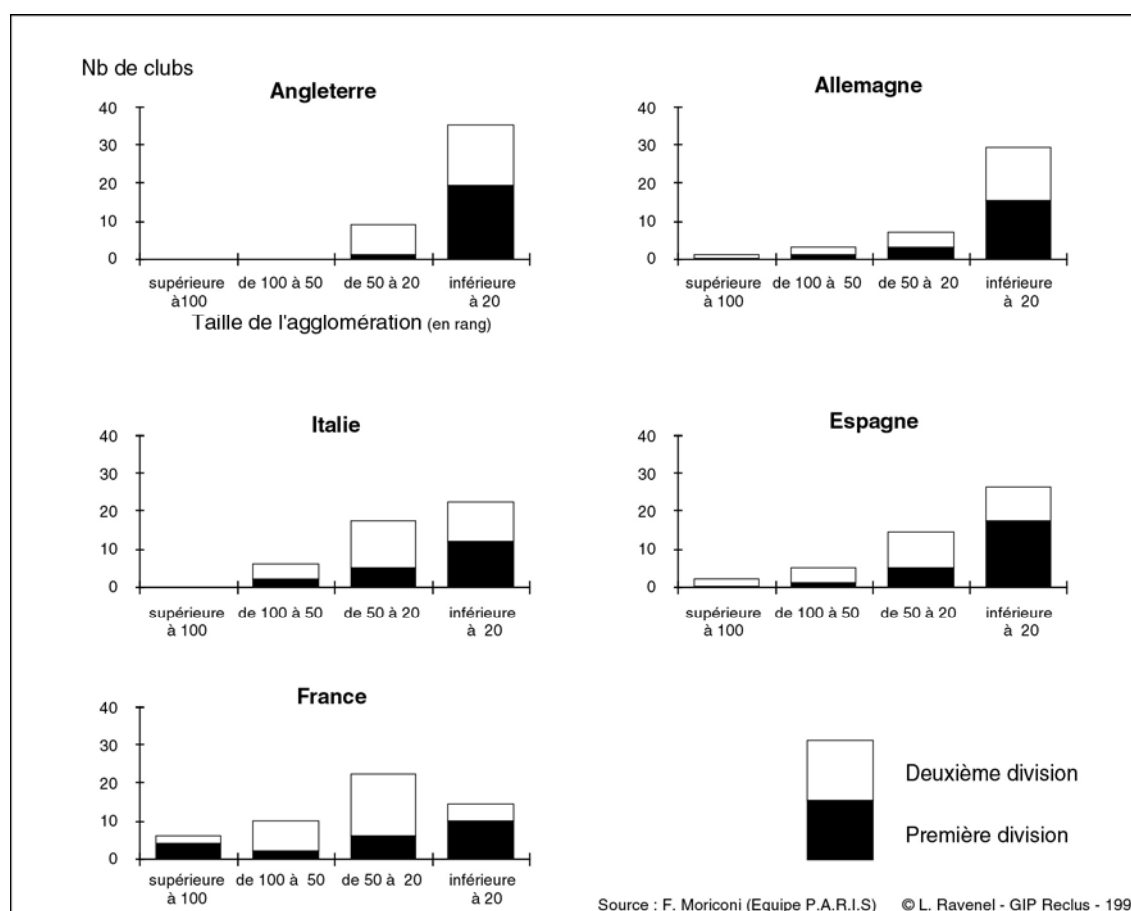 Nb de clubs
Angleterre
40
30
20
10
0
supérieure à100
de 100 à 50
de 50 à 20
inférieure à 20
Taille de l'agglomération (en rang)
Allemagne
40
30
20
10
0
supérieure à 100
de 100 à 50
de 50 à 20
inférieure à 20
Italie
40
30
20
10
0
supérieure à 100
de 100 à 50
de 50 à 20
inférieure à 20
Espagne
40
30
20
10
0
supérieure à 100
de 100 à 50
de 50 à 20
inférieure à 20
France
40
30
20
10
0
supérieure à 100
de 100 à 50
de 50 à 20
inférieure à 20
Deuxième division
Première division
Source : F. Moriconi (Equipe P.A.R.I.S) © L. Ravenel - GIP Reclus - 199